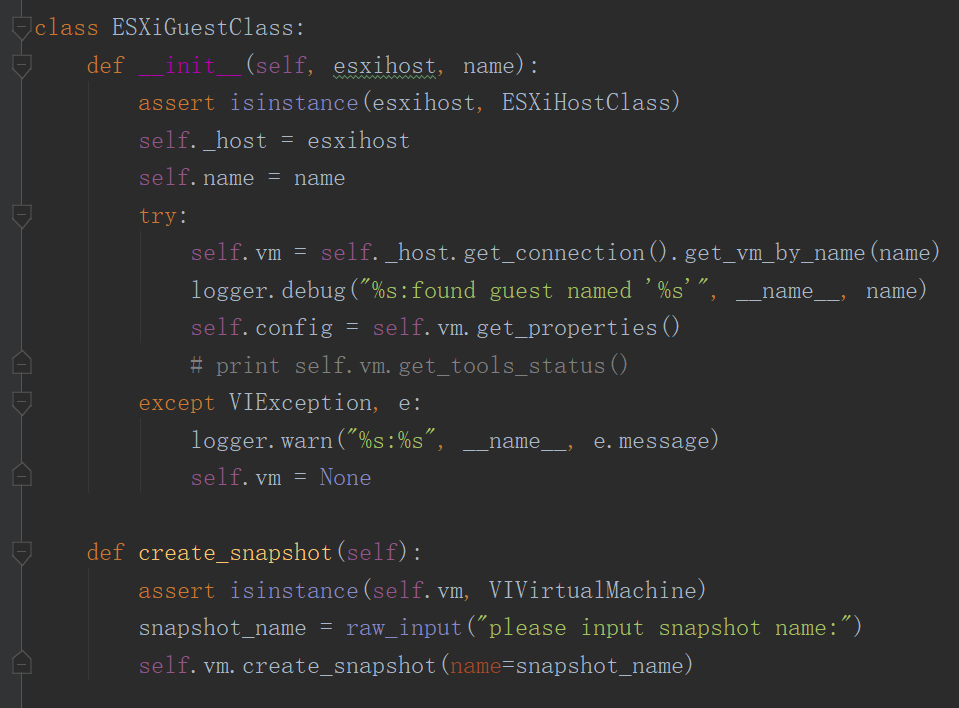 class ESXiGuestClass:
    def __init__(self, esxihost, name):
        assert isinstance(esxihost, ESXiHostClass)
        self._host = esxihost
        self.name = name
        try:
            self.vm = self._host.get_connection().get_vm_by_name(name)
            logger.debug("%s:found guest named '%s'", __name__, name)
            self.config = self.vm.get_properties()
            # print self.vm.get_tools_status()
        except VIException, e:
            logger.warn("%s:%s", __name__, e.message)
            self.vm = None

    def create_snapshot(self):
        assert isinstance(self.vm, VIVirtualMachine)
        snapshot_name = raw_input("please input snapshot name:")
        self.vm.create_snapshot(name=snapshot_name)